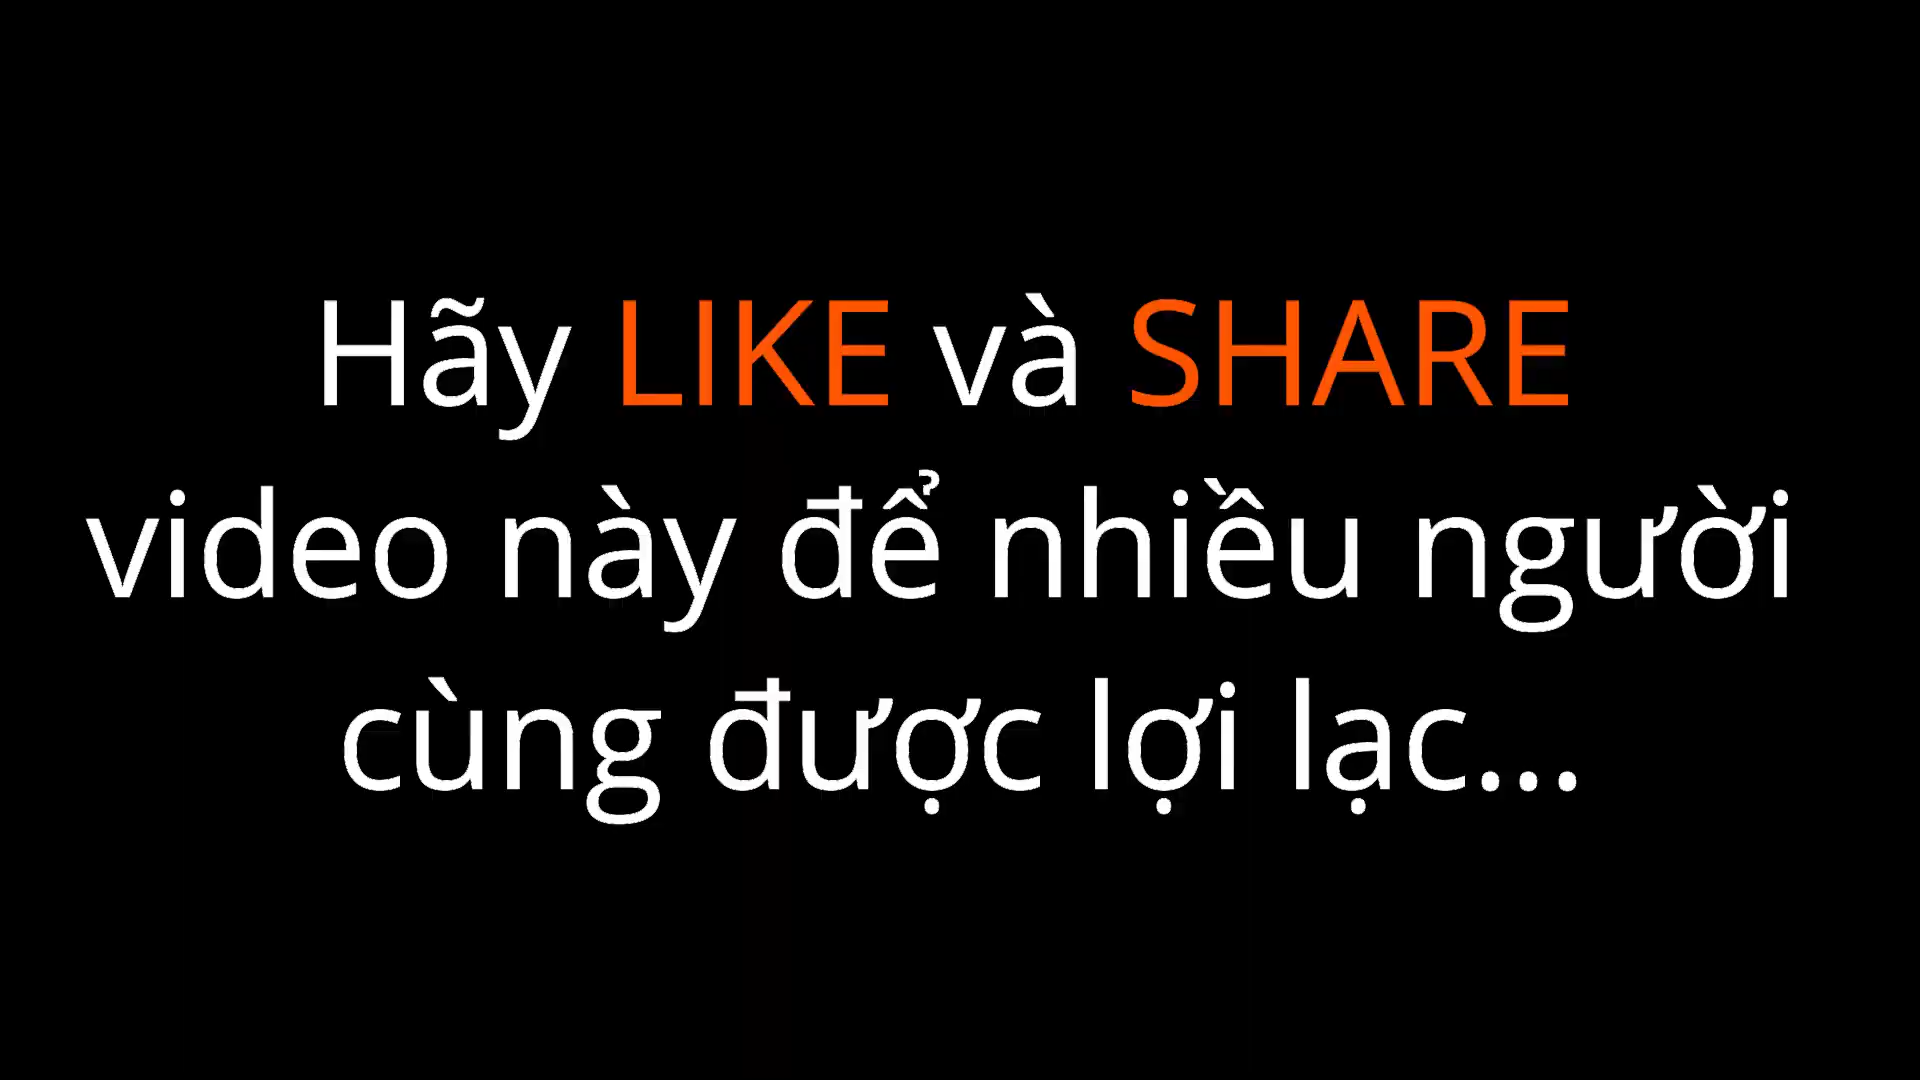 Hãy LIKE và SHARE
video này để nhiều người
cùng được lợi lạc...